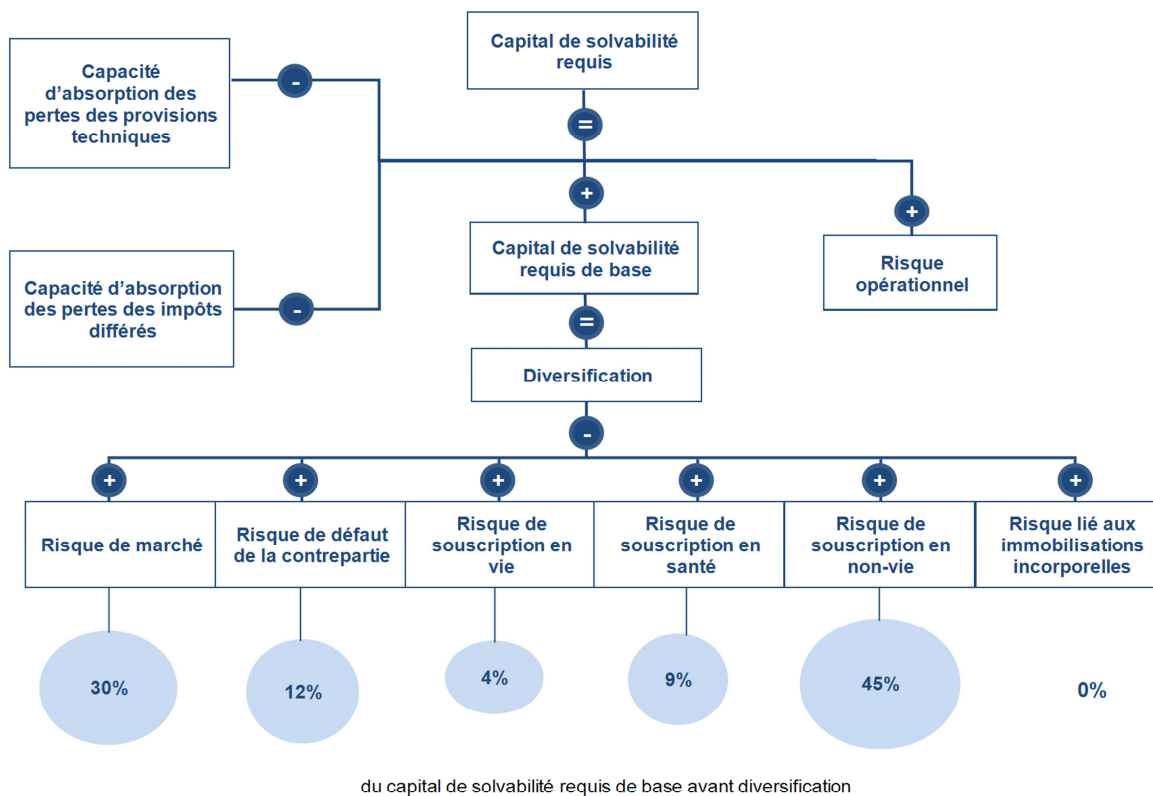 Capital de solvabilité
requis
Capacité
d'absorption des
pertes des provisions
techniques
-
=
+
+
Capital de solvabilité
requis de base
Risque
opérationnel
Capacité d'absorption
des pertes des impôts
différés
-
=
Diversification
-
+
+
+
+
+
+
Risque de marché
Risque de défaut
de la contrepartie
Risque de
souscription en
vie
Risque de
souscription en
santé
Risque de
souscription en
non-vie
Risque lié aux
immobilisations
incorporelles
30%
12%
4%
9%
45%
0%
du capital de solvabilité requis de base avant diversification